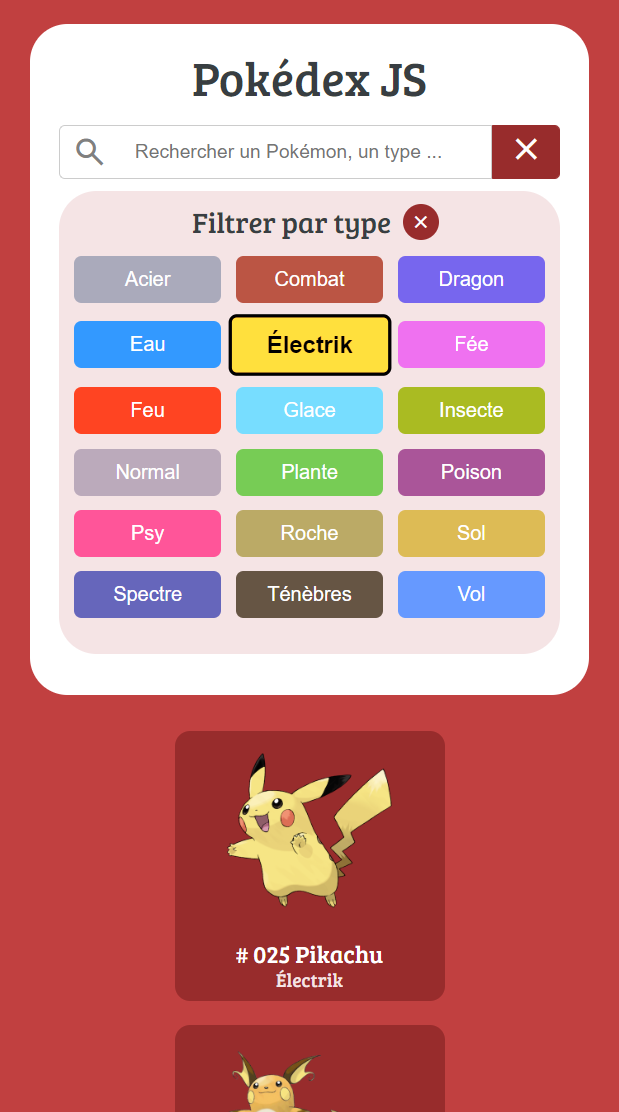 Pokédex JS
Rechercher un Pokémon, un type ...
Filtrer par type
Acier Combat Dragon
Eau Électrik Fée
Feu Glace Insecte
Normal Plante Poison
Psy Roche Sol
Spectre Ténèbres Vol
# 025 Pikachu
Électrik